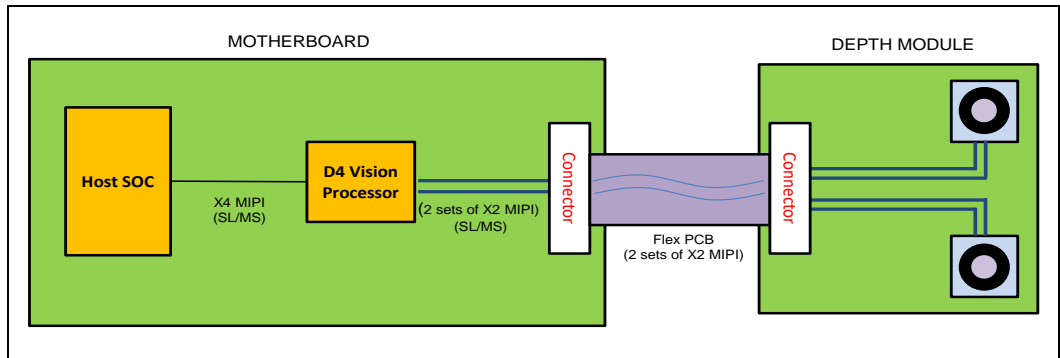 MOTHERBOARD
DEPTH MODULE
Host SOC
X4 MIPI
(SL/MS)
D4 Vision
Processor
(2 sets of X2 MIPI)
(SL/MS)
Connector
Flex PCB
(2 sets of X2 MIPI)
Connector